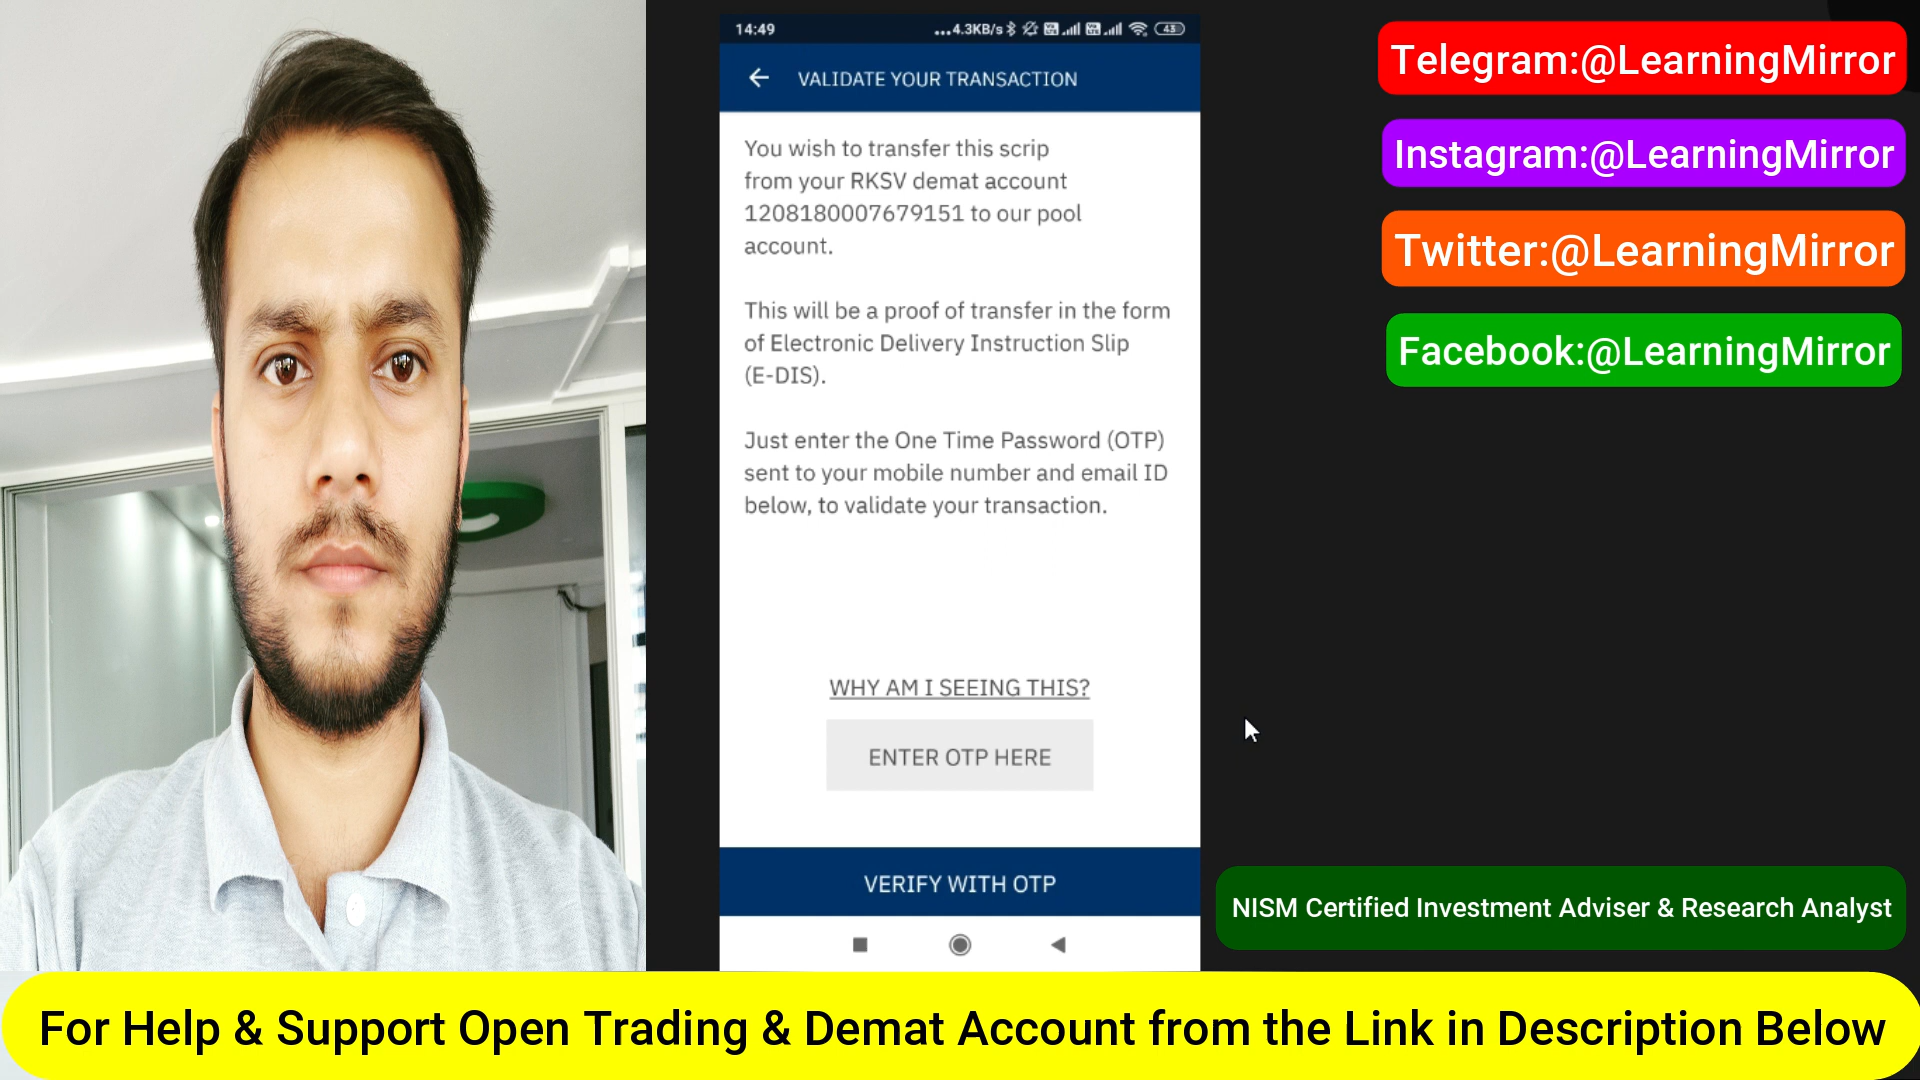 14:49
...4.3KB/s
43
VALIDATE YOUR TRANSACTION
You wish to transfer this scrip
from your RKSV demat account
1208180007679151 to our pool
account.
This will be a proof of transfer in the form
of Electronic Delivery Instruction Slip
(E-DIS).
Just enter the One Time Password (OTP)
sent to your mobile number and email ID
below, to validate your transaction.
WHY AM I SEEING THIS?
ENTER OTP HERE
VERIFY WITH OTP
Telegram:@LearningMirror
Instagram:@LearningMirror
Twitter:@LearningMirror
Facebook:@LearningMirror
NISM Certified Investment Adviser & Research Analyst
For Help & Support Open Trading & Demat Account from the Link in Description Below